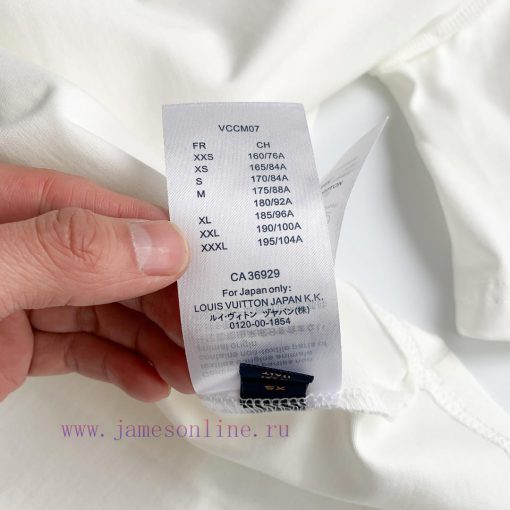 VCCM07
FR CH
XXS 160/76A
XS 165/84A
S 170/84A
M 175/88A
180/92A
XL 185/96A
XXL 190/100A
XXXL 195/104A
CA 36929
For Japan only:
LOUIS VUITTON JAPAN K.K.
ルイ・ヴィトン ヂャパン(株)
0120-00-1854
XS
www.jamesonline.ru